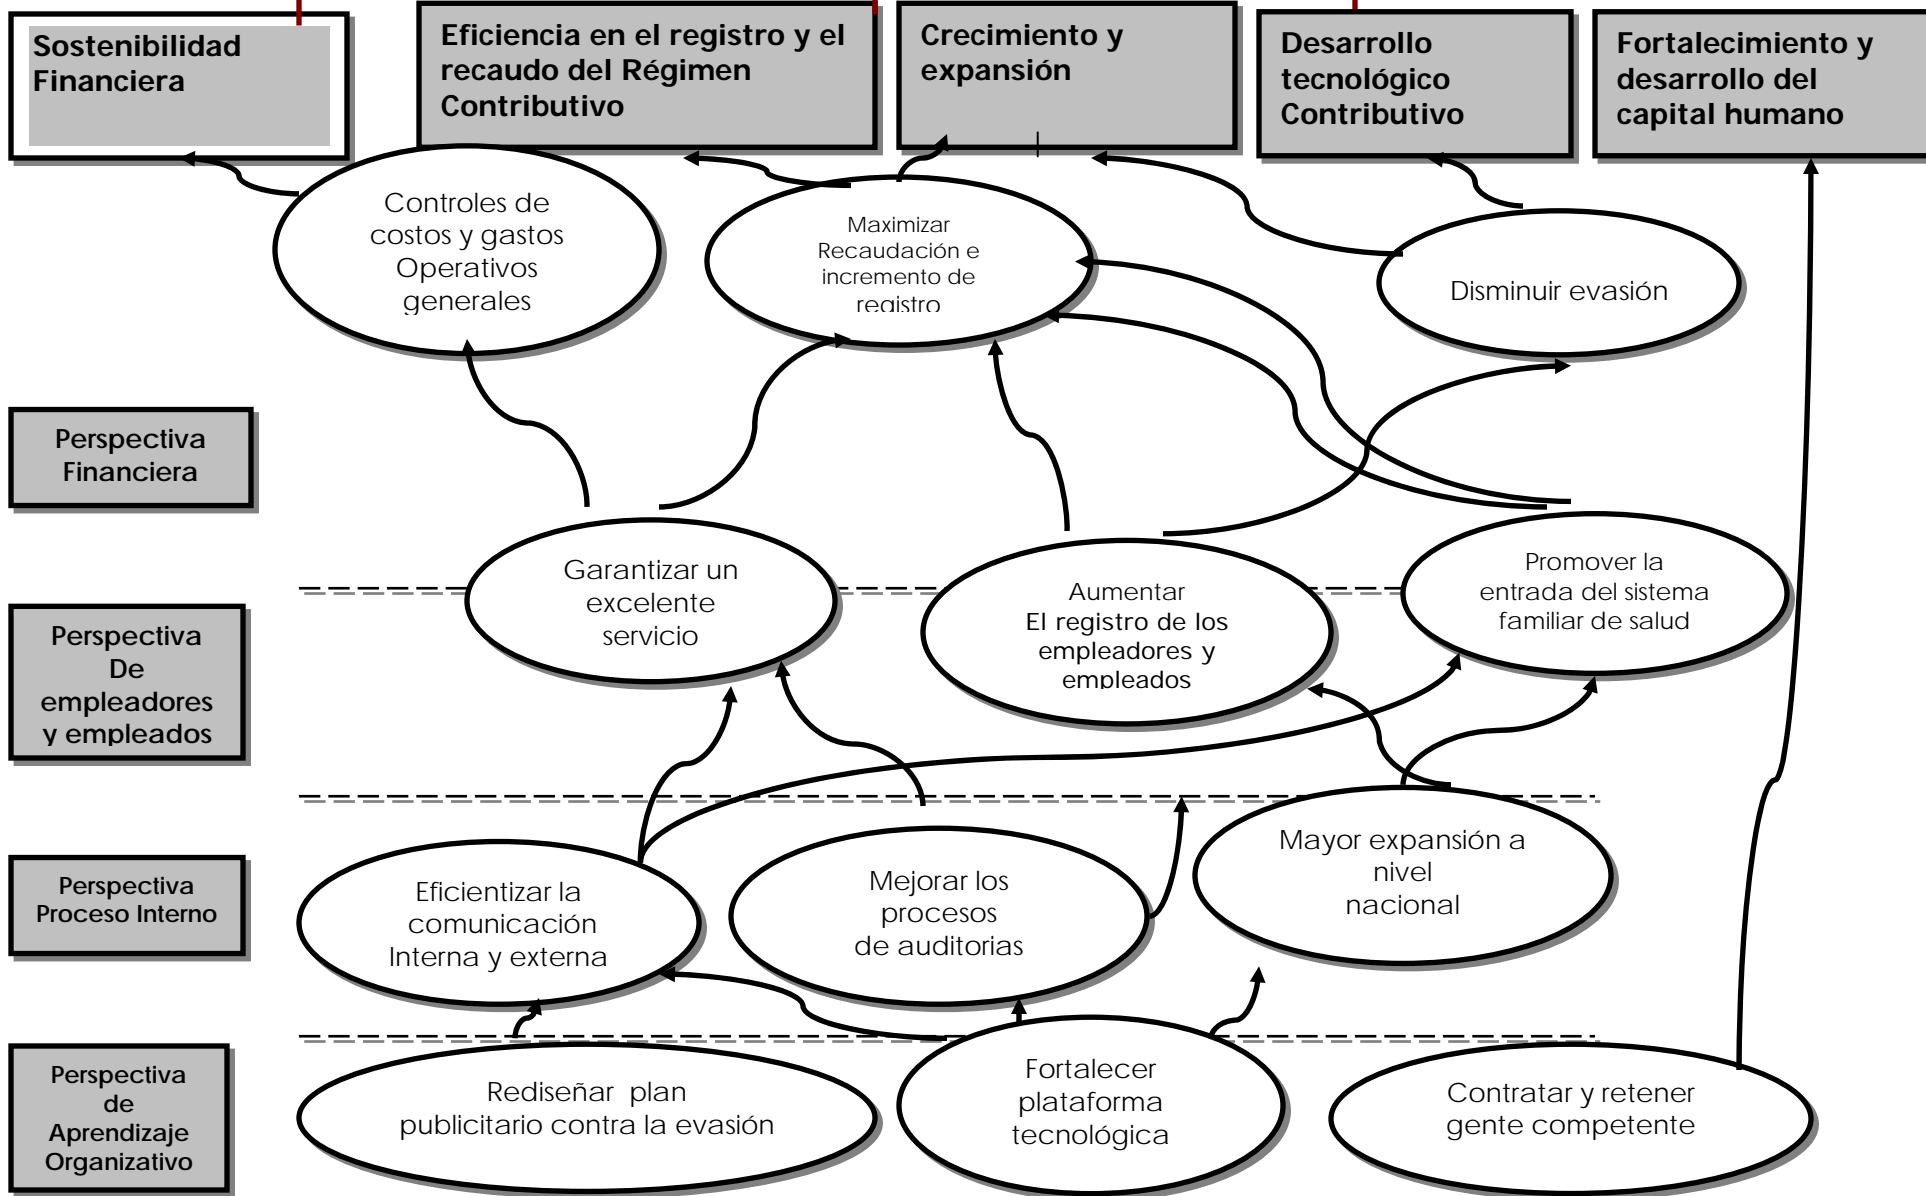 Sostenibilidad
Financiera
Eficiencia en el registro y el
recaudo del Régimen
Contributivo
Crecimiento y
expansión
Desarrollo
tecnológico
Contributivo
Fortalecimiento y
desarrollo del
capital humano
Controles de
costos y gastos
Operativos
generales
Maximizar
Recaudación e
incremento de
registro
Disminuir evasión
Perspectiva
Financiera
Garantizar un
excelente
servicio
Aumentar
El registro de los
empleadores y
empleados
Promover la
entrada del sistema
familiar de salud
Perspectiva
De
empleadores
y empleados
Perspectiva
Proceso Interno
Eficientizar la
comunicación
Interna y externa
Mejorar los
procesos
de auditorias
Mayor expansión a
nivel
nacional
Perspectiva
de
Aprendizaje
Organizativo
Rediseñar plan
publicitario contra la evasión
Fortalecer
plataforma
tecnológica
Contratar y retener
gente competente